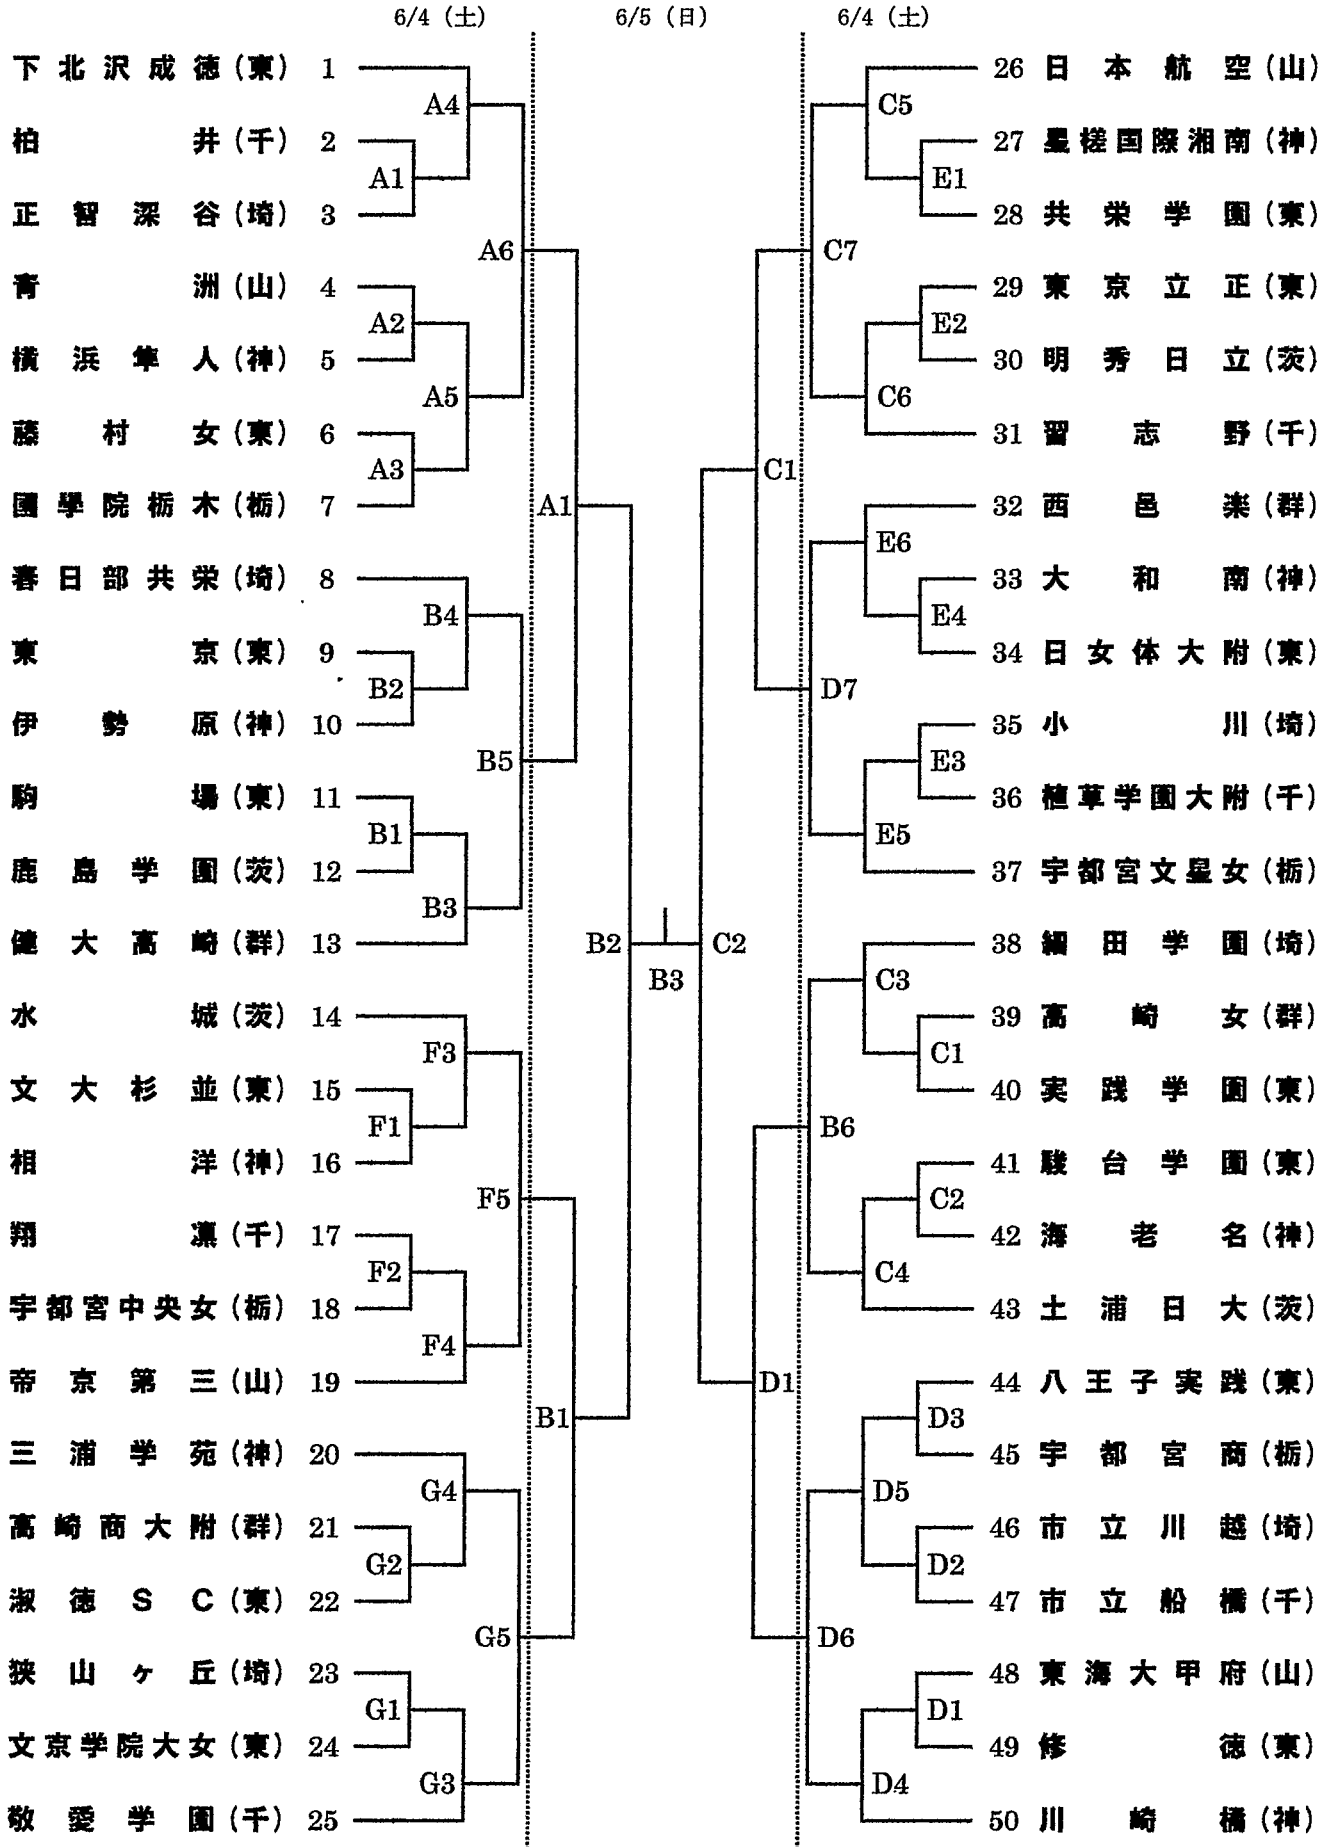 6/4 (土) 6/5 (日) 6/4 (土)
下北沢成徳(東) 1
柏井(千) 2
正智深谷(埼) 3
青洲(山) 4
横浜隼人(神) 5
藤村女(東) 6
國學院栃木(栃) 7
春日部共栄(埼) 8
東京(東) 9
伊勢原(神) 10
駒場(東) 11
鹿島学園(茨) 12
健大高崎(群) 13
水城(茨) 14
文大杉並(東) 15
相洋(神) 16
翔凛(千) 17
宇都宮中央女(栃) 18
帝京第三(山) 19
三浦学苑(神) 20
高崎商大附(群) 21
淑徳SC(東) 22
狭山ヶ丘(埼) 23
文京学院大女(東) 24
敬愛学園(千) 25
A4
A1
A6
A2
A5
A3
A1
B4
B2
B5
B1
B3
B2
F3
F1
F5
F2
F4
B1
G4
G2
G5
G1
G3
B3
C2
C1
D1
C5
E1
C7
E2
C6
E6
E4
D7
E3
E5
C3
C1
B6
C2
C4
D3
D5
D2
D6
D1
D4
26 日本航空(山)
27 星槎国際湘南(神)
28 共栄学園(東)
29 東京立正(東)
30 明秀日立(茨)
31 習志野(千)
32 西邑楽(群)
33 大和南(神)
34 日女体大附(東)
35 小川(埼)
36 植草学園大附(千)
37 宇都宮文星女(栃)
38 細田学園(埼)
39 高崎女(群)
40 実践学園(東)
41 駿台学園(東)
42 海老名(神)
43 土浦日大(茨)
44 八王子実践(東)
45 宇都宮商(栃)
46 市立川越(埼)
47 市立船橋(千)
48 東海大甲府(山)
49 修徳(東)
50 川崎橘(神)